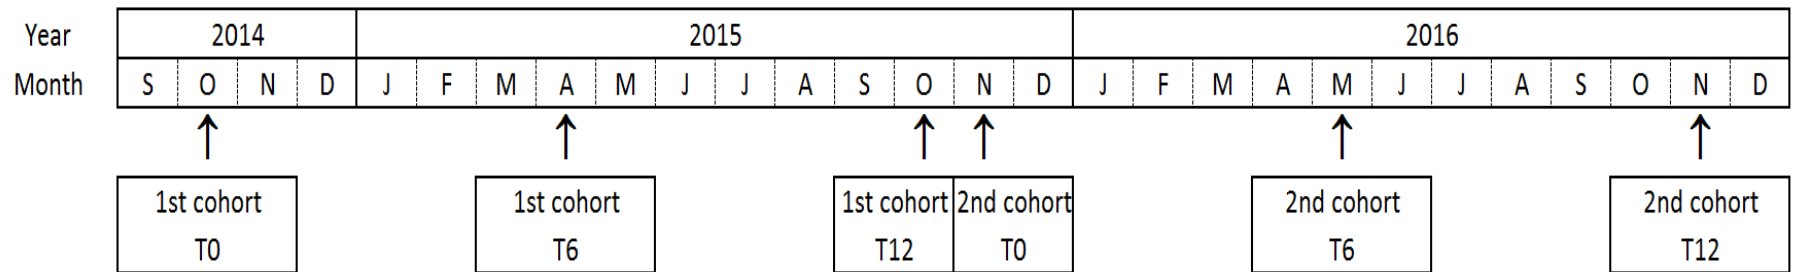 Year 2014 2015 2016
Month S O N D J F M A M J J A S O N D J F M A M J J A S O N D
1st cohort 1st cohort 1st cohort 2nd cohort 2nd cohort 2nd cohort
T0 T6 T12 T0 T6 T12